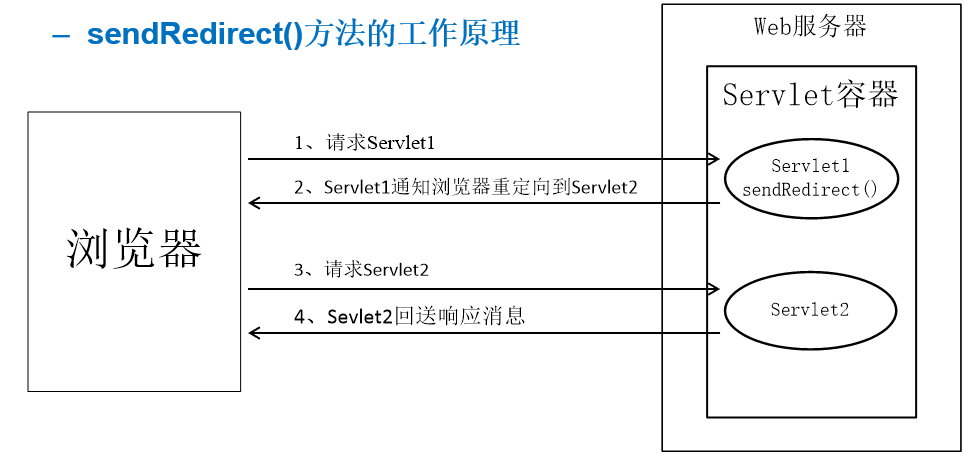 – sendRedirect()方法的工作原理
Web服务器
Servlet容器
浏览器
1、请求Servlet1
2、Servlet1通知浏览器重定向到Servlet2
3、请求Servlet2
4、Sevlet2回送响应消息
Servlet1
sendRedirect()
Servlet2